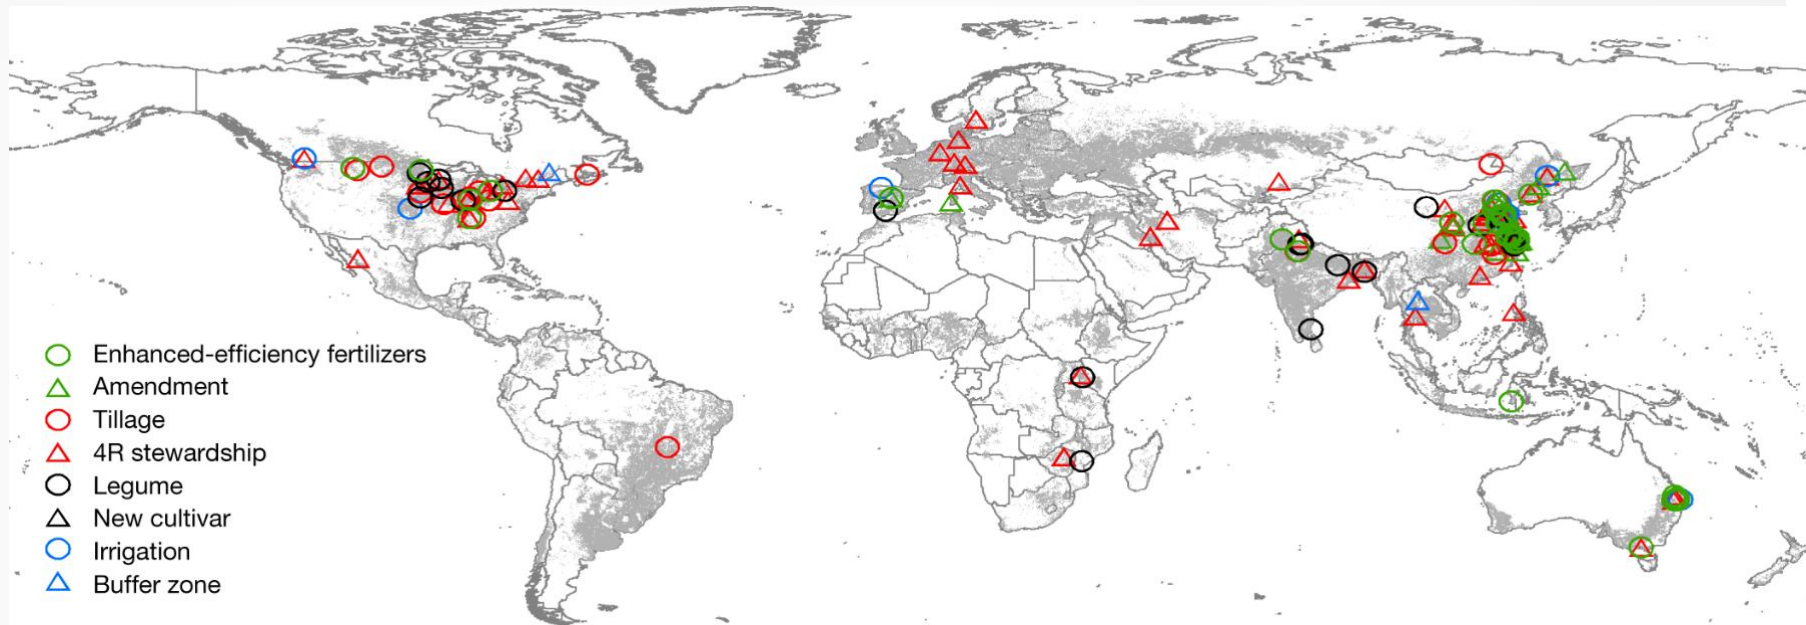 Enhanced-efficiency fertilizers
Amendment
Tillage
4R stewardship
Legume
New cultivar
Irrigation
Buffer zone